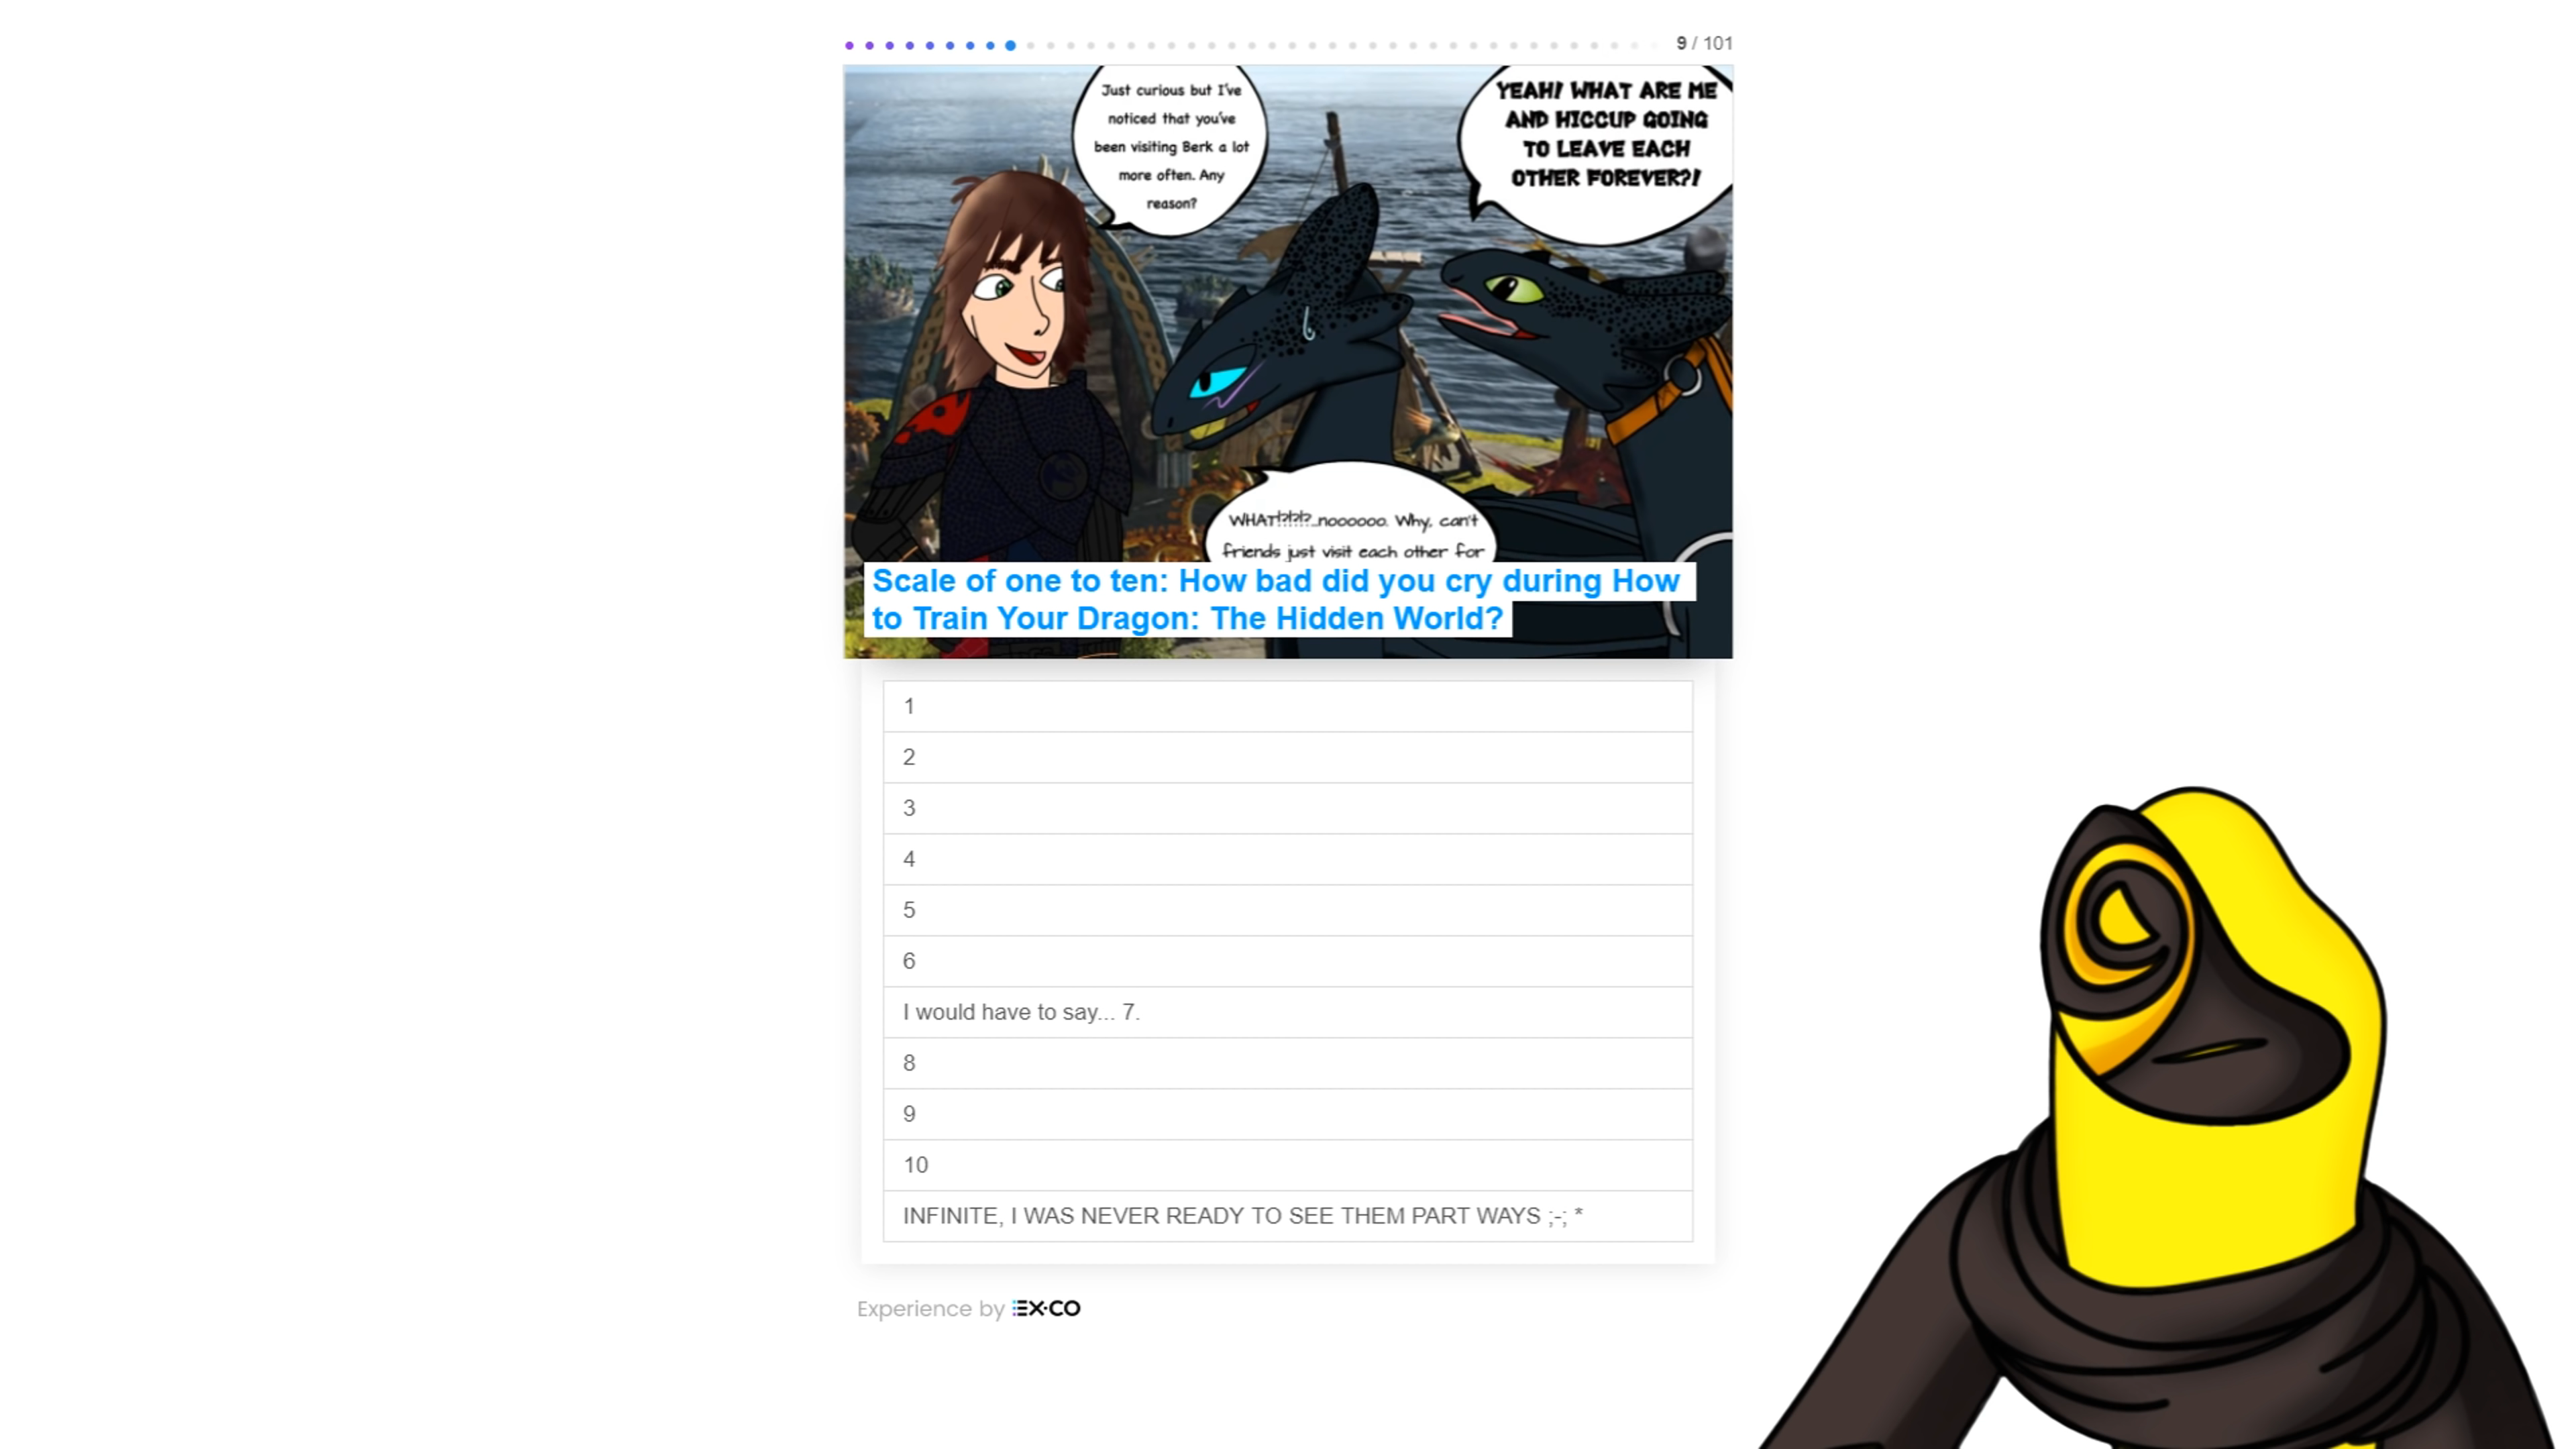 9 / 101
Just curious but I've
noticed that you've
been visiting Berk a lot
more often. Any
reason?
YEAH! WHAT ARE ME
AND HICCUP GOING
TO LEAVE EACH
OTHER FOREVER?!
WHAT!?!?!?...noooooo. Why, can't
friends just visit each other for
Scale of one to ten: How bad did you cry during How
to Train Your Dragon: The Hidden World?
1
2
3
4
5
6
I would have to say... 7.
8
9
10
INFINITE, I WAS NEVER READY TO SEE THEM PART WAYS ;-; *
Experience by EX·CO